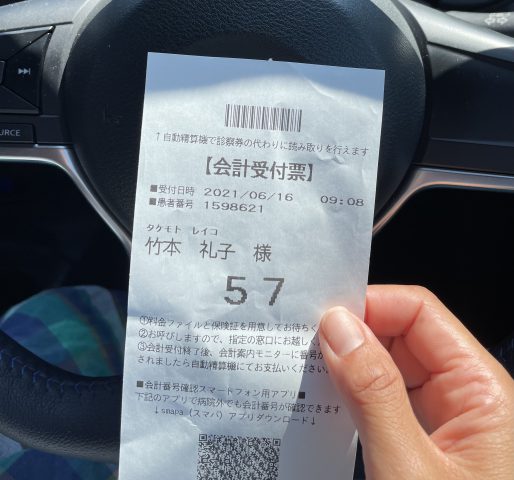 ↑自動精算機で診察券の代わりに読み取りを行えます
【会計受付票】
■受付日時 2021/06/16 09:08
■患者番号 1598621
タケモト レイコ
竹本 礼子 様
57
①料金ファイルと保険証を用意してお待ちく
②お呼びしますので、指定の窓口にお越しく
③会計受付終了後、会計案内モニターに番号が
されましたら自動精算機にてお支払いください。
■会計番号確認スマートフォン用アプリ■
下記のアプリで病院外でも会計番号が確認できます
↓smapa（スマパ）アプリダウンロード↓
OURCE